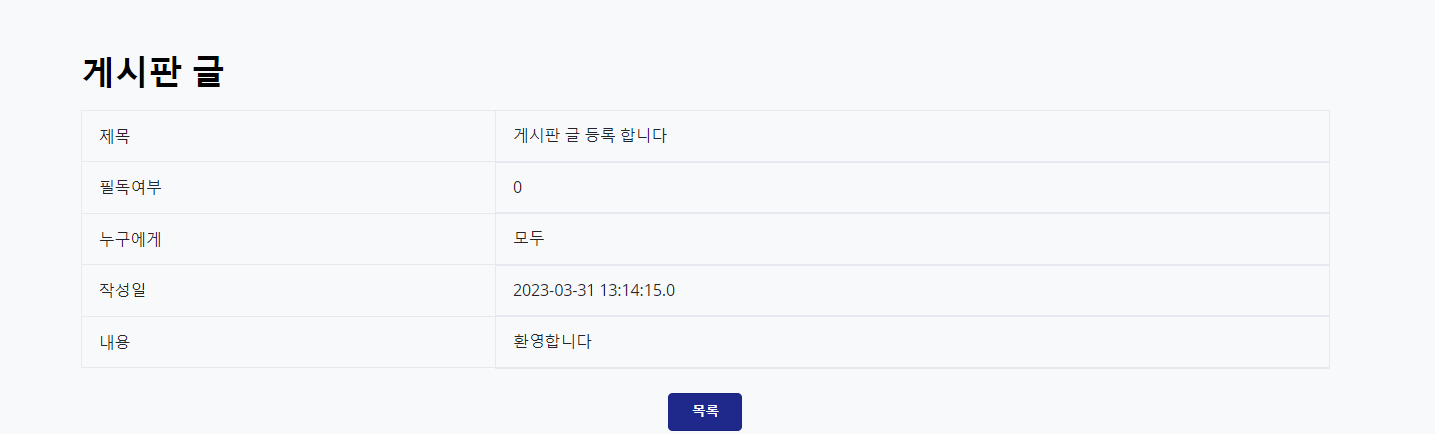 게시판 글
제목 게시판 글 등록 합니다
필독여부 0
누구에게 모두
작성일 2023-03-31 13:14:15.0
내용 환영합니다
목록